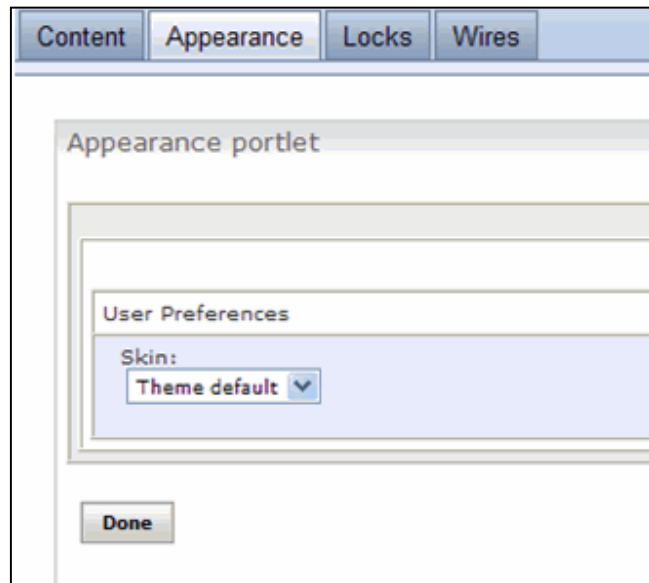 Content Appearance Locks Wires
Appearance portlet
User Preferences
Skin:
Theme default
Done